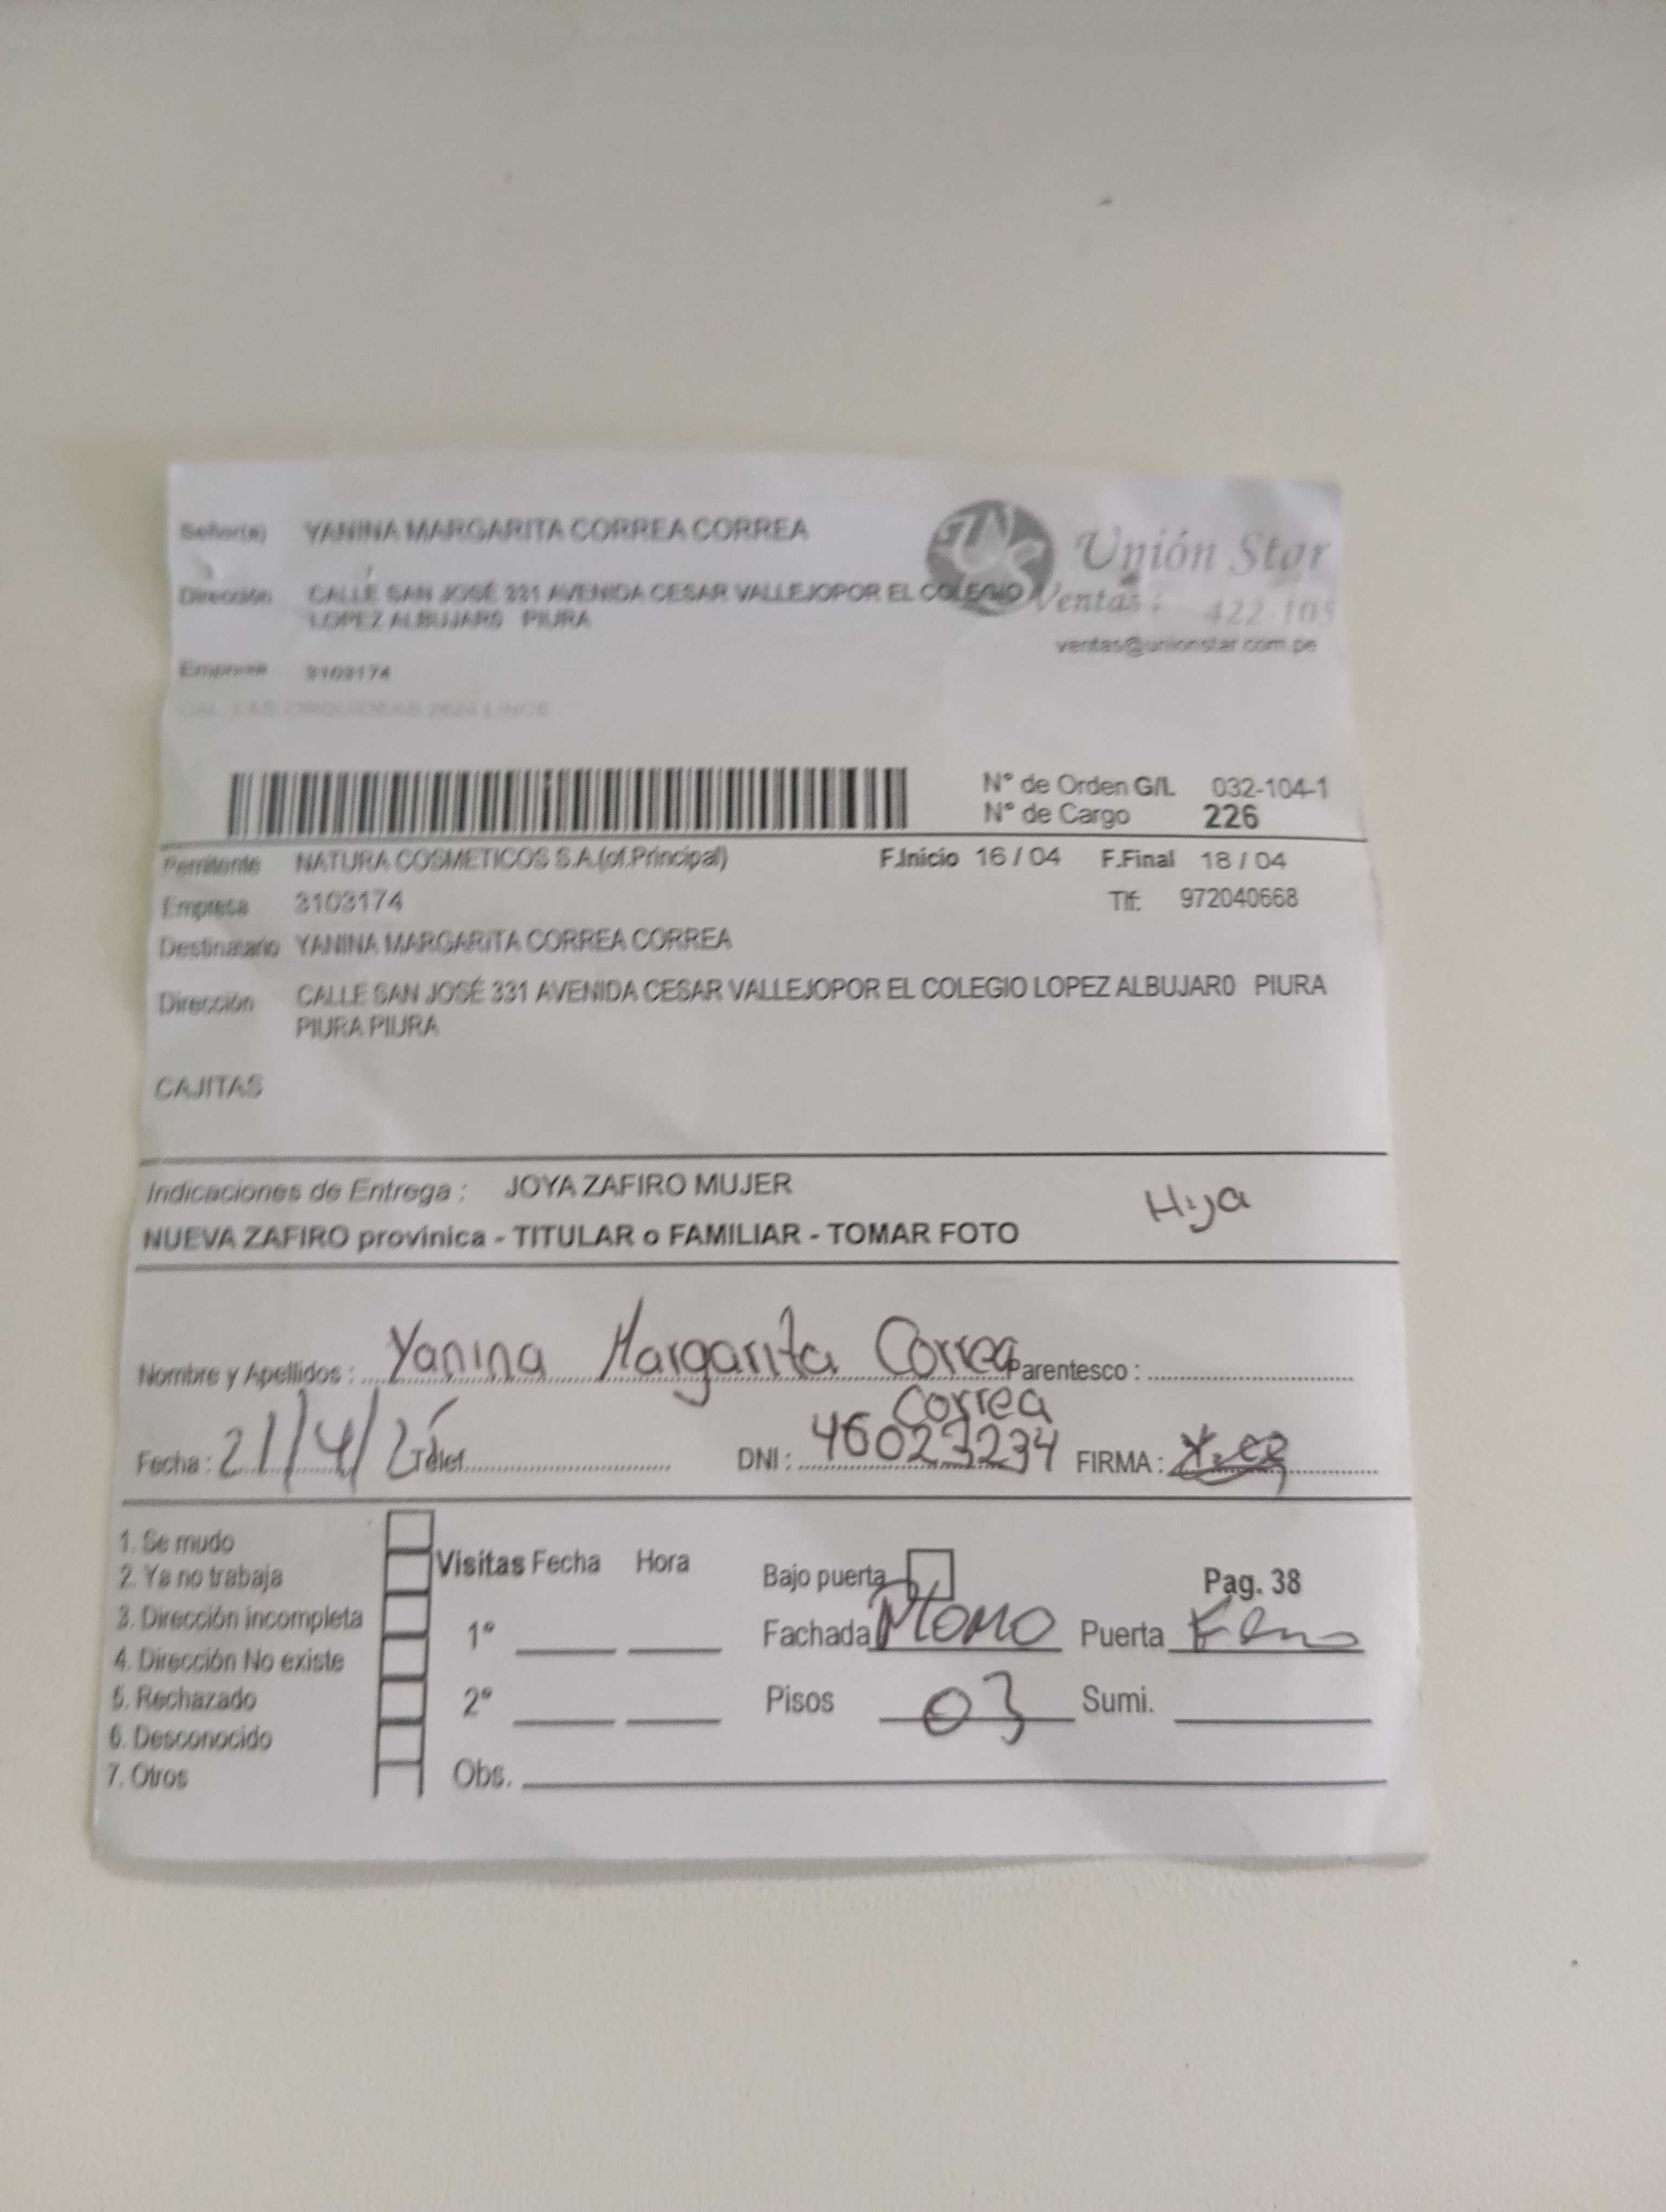 Señor(a) YANINA MARGARITA CORREA CORREA
Unión Star
Dirección CALLE SAN JOSÉ 331 AVENIDA CESAR VALLEJOPOR EL COLEGIO
LOPEZ ALBUJAR0 PIURA
Ventas: 422-105
ventas@unionstar.com.pe
Empresa 3103174
CAL. LAS ORQUIDEAS LINCE
N° de Orden G/L 032-104-1
N° de Cargo 226
Remitente NATURA COSMETICOS S.A.(of.Principal) F.Inicio 16 / 04 F.Final 18 / 04
Empresa 3103174 Tlf: 972040668
Destinatario YANINA MARGARITA CORREA CORREA
Dirección CALLE SAN JOSÉ 331 AVENIDA CESAR VALLEJOPOR EL COLEGIO LOPEZ ALBUJAR0 PIURA
PIURA PIURA
CAJITAS
Indicaciones de Entrega : JOYA ZAFIRO MUJER
Hija
NUEVA ZAFIRO provínica - TITULAR o FAMILIAR - TOMAR FOTO
Nombre y Apellidos : Yanina Margarita Correa Parentesco :
Correa
Fecha : 21/4/ Telef. DNI : 46023234 FIRMA :
1. Se mudo
2. Ya no trabaja
3. Dirección incompleta
4. Dirección No existe
5. Rechazado
6. Desconocido
7. Otros
Visitas Fecha Hora
1°
2°
Obs.
Bajo puerta Pag. 38
Fachada Plomo Puerta
Pisos 03 Sumi.